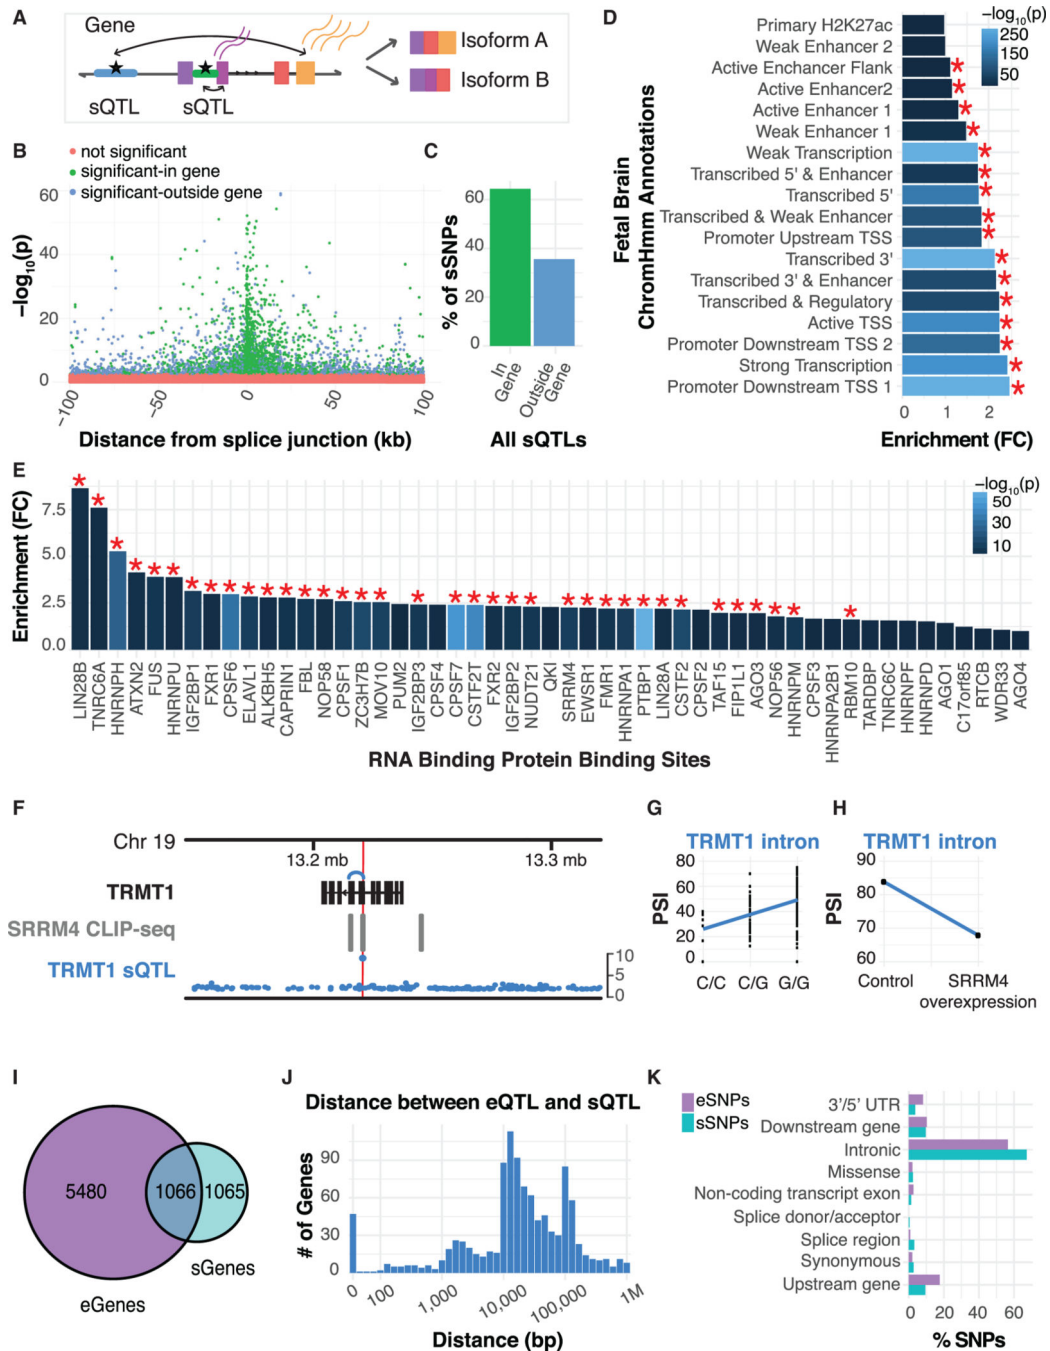 A
Gene
sQTL
sQTL
Isoform A
Isoform B
B
not significant
significant-in gene
significant-outside gene
−log10(p)
60
40
20
0
−100
−50
0
50
100
Distance from splice junction (kb)
C
% of sSNPs
60
40
20
0
In Gene
Outside Gene
All sQTLs
D
Fetal Brain
ChromHmm Annotations
Primary H2K27ac
Weak Enhancer 2
Active Enchancer Flank
Active Enhancer2
Active Enhancer 1
Weak Enhancer 1
Weak Transcription
Transcribed 5' & Enhancer
Transcribed 5'
Transcribed & Weak Enhancer
Promoter Upstream TSS
Transcribed 3'
Transcribed 3' & Enhancer
Transcribed & Regulatory
Active TSS
Promoter Downstream TSS 2
Strong Transcription
Promoter Downstream TSS 1
0 1 2
Enrichment (FC)
−log10(p)
250
150
50
E
Enrichment (FC)
7.5
5.0
2.5
0.0
−log10(p)
50
30
10
LIN28B
TNRC6A
HNRNPH
ATXN2
FUS
HNRNPU
IGF2BP1
FXR1
CPSF6
ELAVL1
ALKBH5
CAPRIN1
FBL
NOP58
CPSF1
ZC3H7B
MOV10
PUM2
IGF2BP3
CPSF4
CPSF7
CSTF2T
FXR2
IGF2BP2
NUDT21
QKI
SRRM4
EWSR1
FMR1
HNRNPA1
PTBP1
LIN28A
CSTF2
CPSF2
TAF15
FIP1L1
AGO3
NOP56
HNRNPM
CPSF3
HNRNPA2B1
RBM10
TARDBP
TNRC6C
HNRNPF
HNRNPD
AGO1
C17orf85
RTCB
WDR33
AGO4
RNA Binding Protein Binding Sites
F
Chr 19
13.2 mb
13.3 mb
TRMT1
SRRM4 CLIP-seq
TRMT1 sQTL
10
5
0
G
TRMT1 intron
PSI
80
60
40
20
0
C/C C/G G/G
H
TRMT1 intron
PSI
90
80
70
60
Control
SRRM4 overexpression
I
5480
1066
1065
sGenes
eGenes
J
Distance between eQTL and sQTL
# of Genes
90
60
30
0
0
100
1,000
10,000
100,000
1M
Distance (bp)
K
eSNPs
sSNPs
3'/5' UTR
Downstream gene
Intronic
Missense
Non-coding transcript exon
Splice donor/acceptor
Splice region
Synonymous
Upstream gene
0 20 40 60
% SNPs